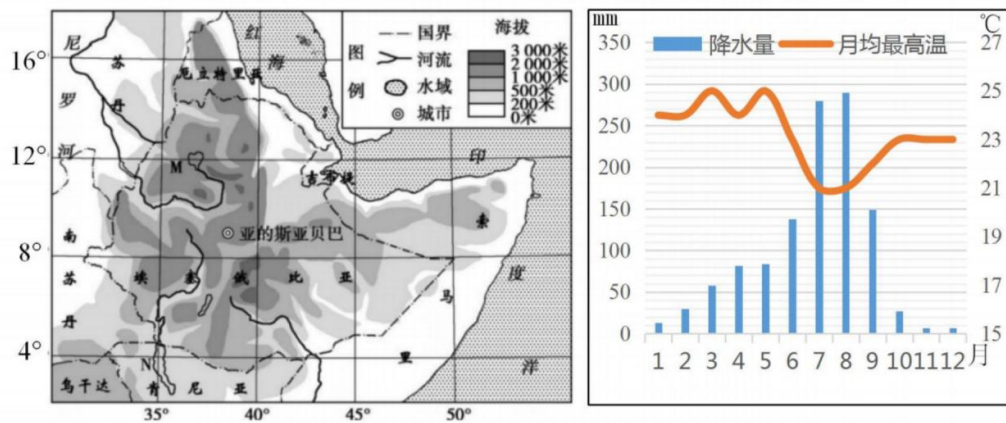 16°
12°
8°
4°
35°
40°
45°
50°
尼
罗
河
苏
丹
厄立特里亚
红
海
M
吉布提
印
度
洋
亚的斯亚贝巴
南
苏
丹
埃塞俄比亚
索
马
里
N
乌干达
肯尼亚
图
例
国界
河流
水域
城市
海拔
3 000米
2 000米
1 000米
500米
200米
0米
mm
℃
降水量
月均最高温
350
300
250
200
150
100
50
0
27
25
23
21
19
17
15
1 2 3 4 5 6 7 8 9 10 11 12 月